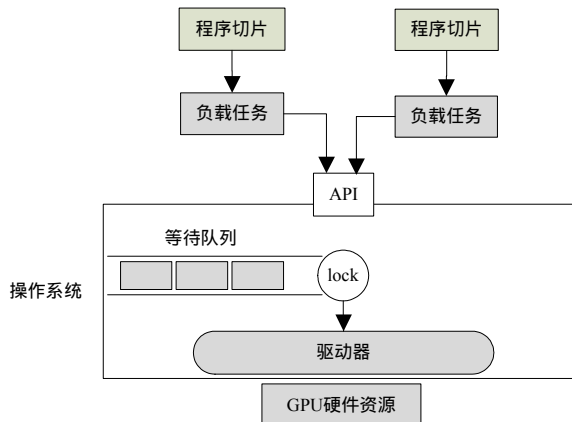 程序切片
程序切片
负载任务
负载任务
API
等待队列
lock
操作系统
驱动器
GPU硬件资源